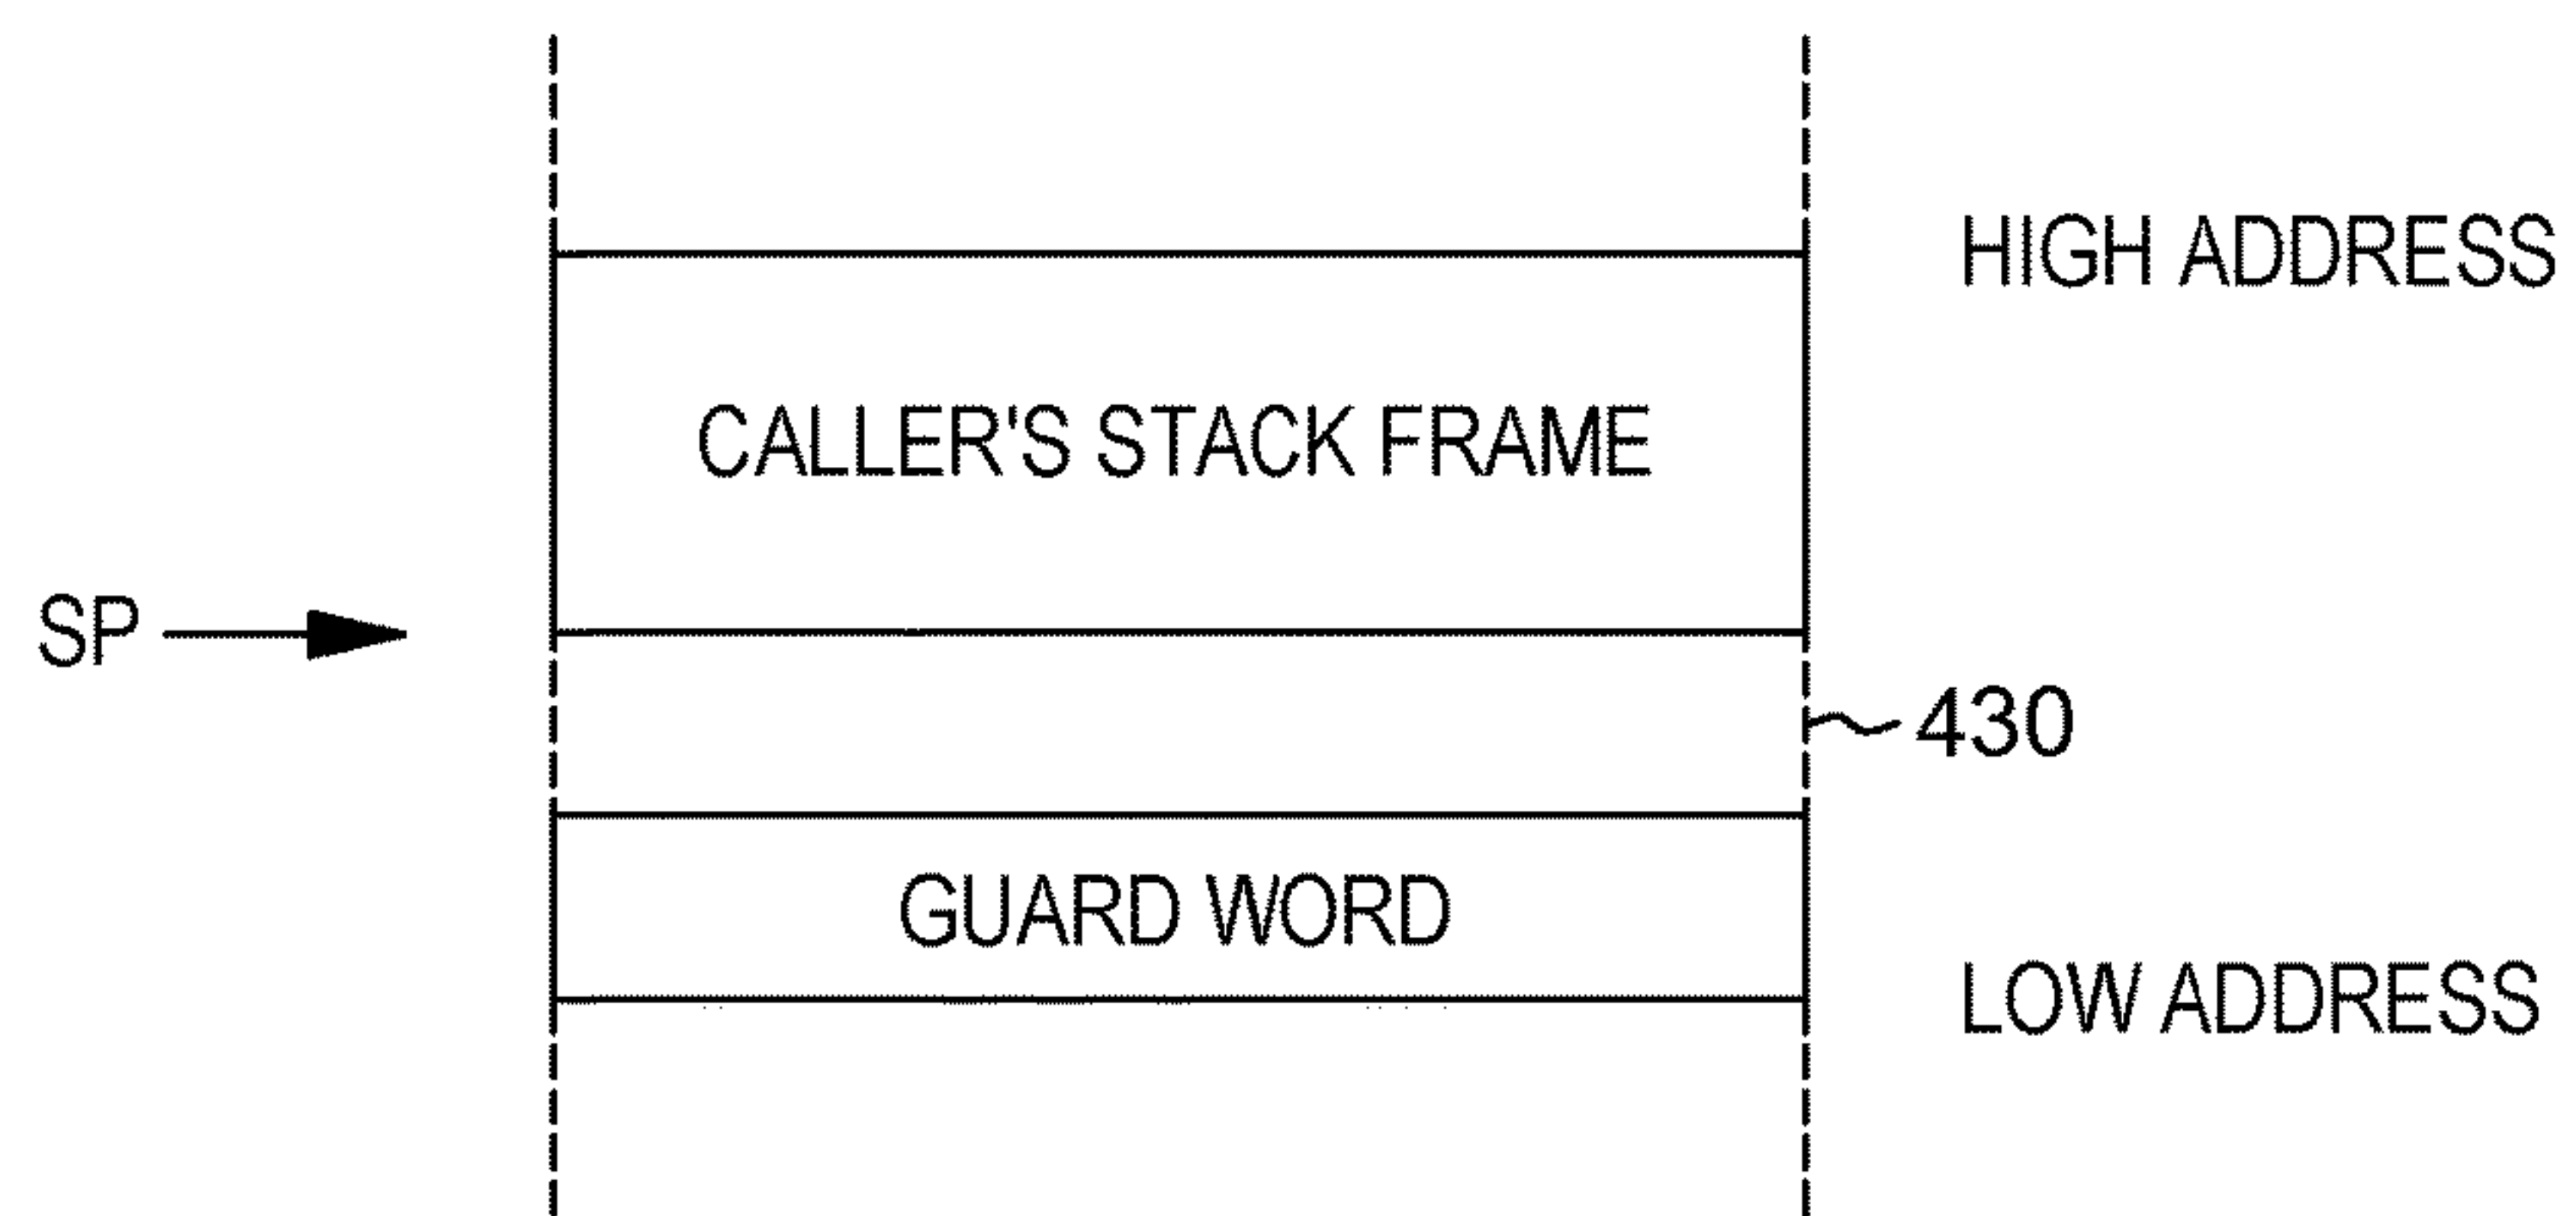 HIGH ADDRESS
CALLER'S STACK FRAME
SP
430
GUARD WORD
LOW ADDRESS